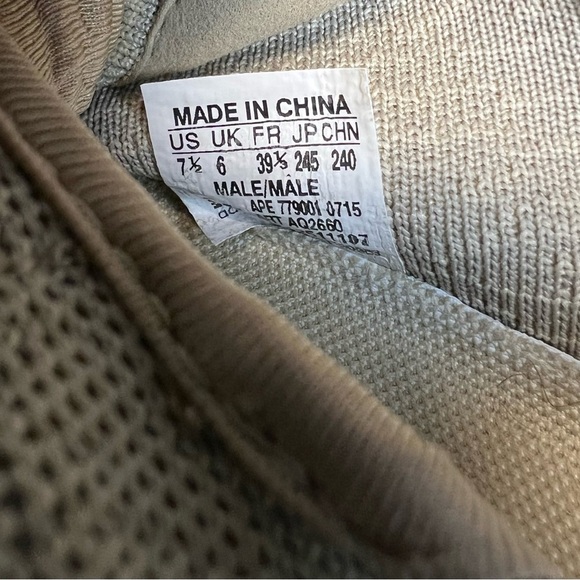 MADE IN CHINA
US UK FR JP CHN
7½ 6 39⅓ 245 240
MALE/MÂLE
APE 779001 0715
AQ2660